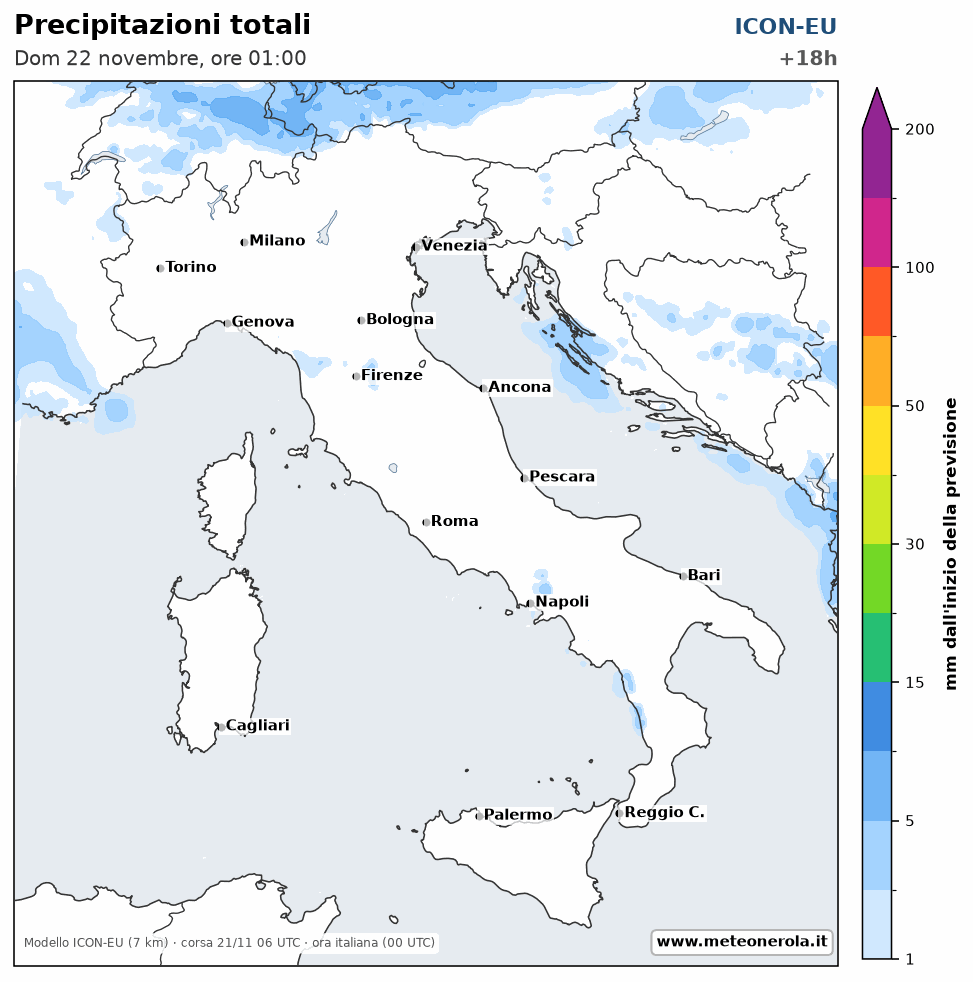 Precipitazioni totali
ICON-EU
Dom 22 novembre, ore 01:00
+18h
Milano
Venezia
Torino
Genova
Bologna
Firenze
Ancona
Pescara
Roma
Bari
Napoli
Cagliari
Palermo
Reggio C.
Modello ICON-EU (7 km) · corsa 21/11 06 UTC · ora italiana (00 UTC)
www.meteonerola.it
200
100
50
30
15
5
1
mm dall'inizio della previsione